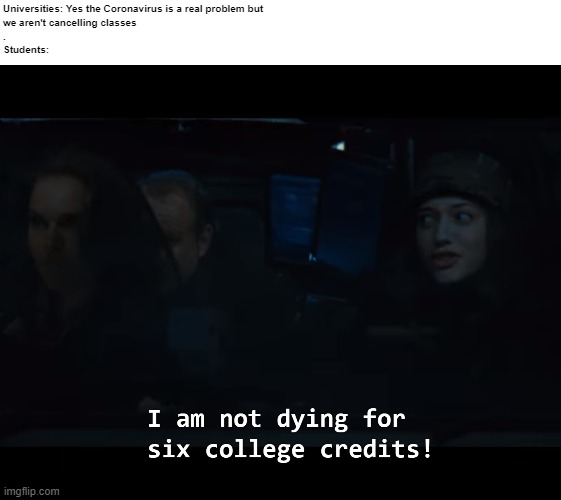 Universities: Yes the Coronavirus is a real problem but
we aren't cancelling classes
.
Students:
I am not dying for
six college credits!
imgflip.com